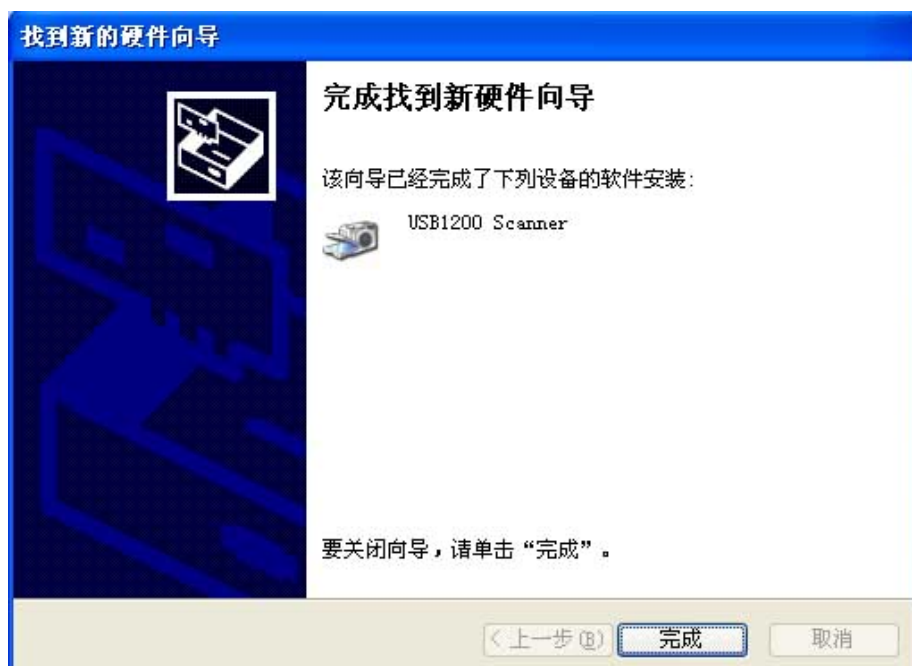 找到新的硬件向导
完成找到新硬件向导
该向导已经完成了下列设备的软件安装:
USB1200 Scanner
要关闭向导，请单击“完成”。
< 上一步(B)
完成
取消